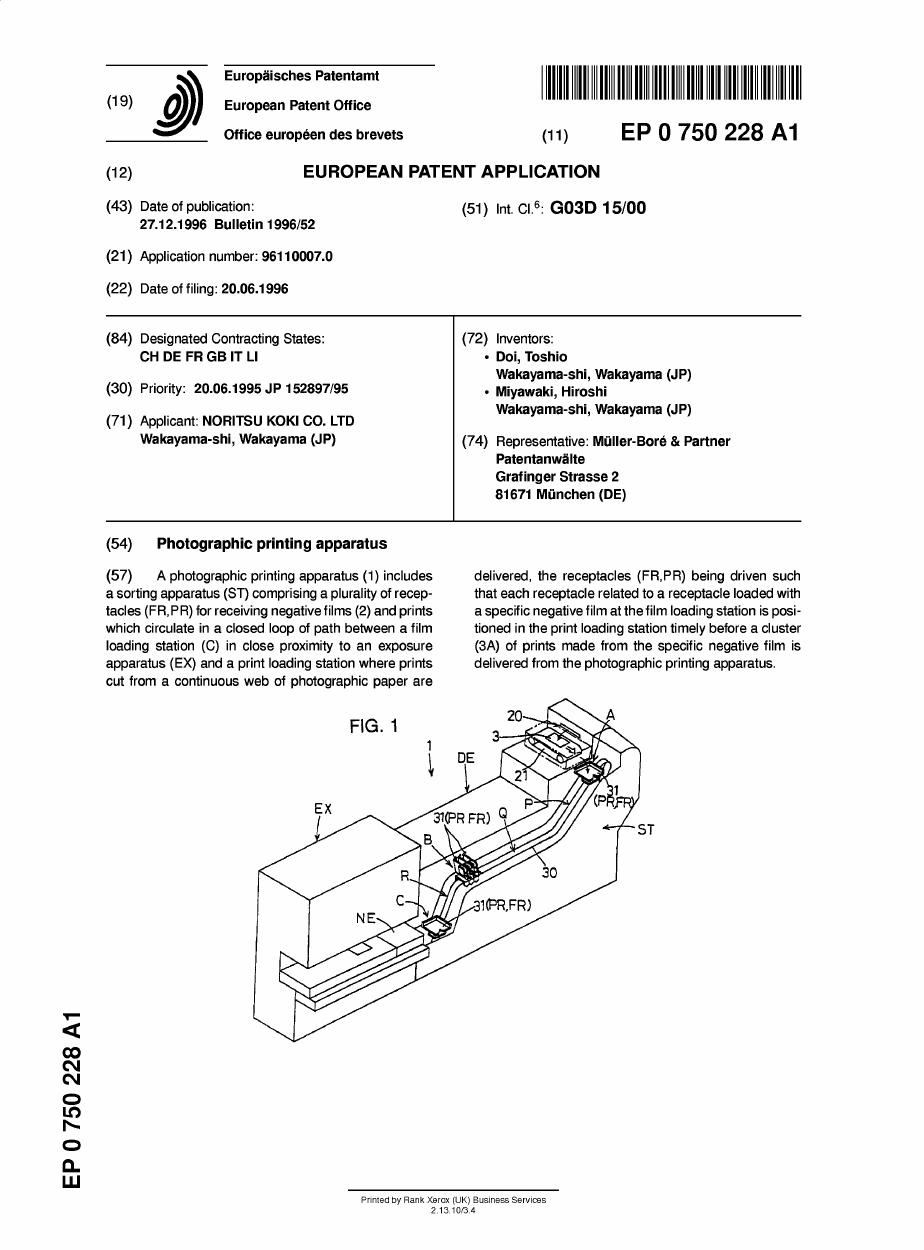 (19)
Europäisches Patentamt
European Patent Office
Office européen des brevets
(11) EP 0 750 228 A1
(12) EUROPEAN PATENT APPLICATION
(43) Date of publication:
27.12.1996 Bulletin 1996/52
(51) Int. Cl.6: G03D 15/00
(21) Application number: 96110007.0
(22) Date of filing: 20.06.1996
(84) Designated Contracting States:
CH DE FR GB IT LI
(30) Priority: 20.06.1995 JP 152897/95
(71) Applicant: NORITSU KOKI CO. LTD
Wakayama-shi, Wakayama (JP)
(72) Inventors:
• Doi, Toshio
Wakayama-shi, Wakayama (JP)
• Miyawaki, Hiroshi
Wakayama-shi, Wakayama (JP)
(74) Representative: Müller-Boré & Partner
Patentanwälte
Grafinger Strasse 2
81671 München (DE)
(54) Photographic printing apparatus
(57) A photographic printing apparatus (1) includes
a sorting apparatus (ST) comprising a plurality of recep-
tacles (FR,PR) for receiving negative films (2) and prints
which circulate in a closed loop of path between a film
loading station (C) in close proximity to an exposure
apparatus (EX) and a print loading station where prints
cut from a continuous web of photographic paper are
delivered, the receptacles (FR,PR) being driven such
that each receptacle related to a receptacle loaded with
a specific negative film at the film loading station is posi-
tioned in the print loading station timely before a cluster
(3A) of prints made from the specific negative film is
delivered from the photographic printing apparatus.
FIG. 1
20
A
3
1
DE
21
31
(PR,FR)
P
EX
31(PR FR)
Q
ST
B
30
R
C
31(PR,FR)
NE
EP 0 750 228 A1
Printed by Rank Xerox (UK) Business Services
2.13.10/3.4